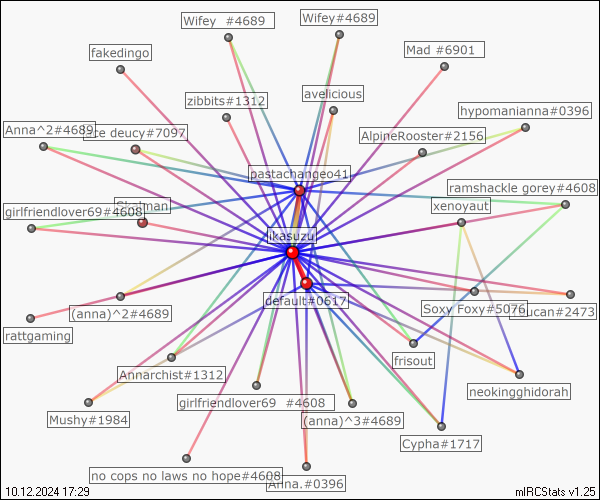 Wifey  #4689
Wifey#4689
fakedingo
Mad #6901
zibbits#1312
avelicious
hypomanianna#0396
Anna^2#4689
ce deucy#7097
AlpineRooster#2156
pastachangeo41
ramshackle gorey#4608
girlfriendlover69#4608
xenoyaut
ikasuzu
default#0617
(anna)^2#4689
Soxy Foxy#5076
ucan#2473
rattgaming
frisout
Annarchist#1312
neokingghidorah
girlfriendlover69  #4608
Mushy#1984
(anna)^3#4689
Cypha#1717
no cops no laws no hope#4608
Anna.#0396
10.12.2024 17:29
mIRCStats v1.25